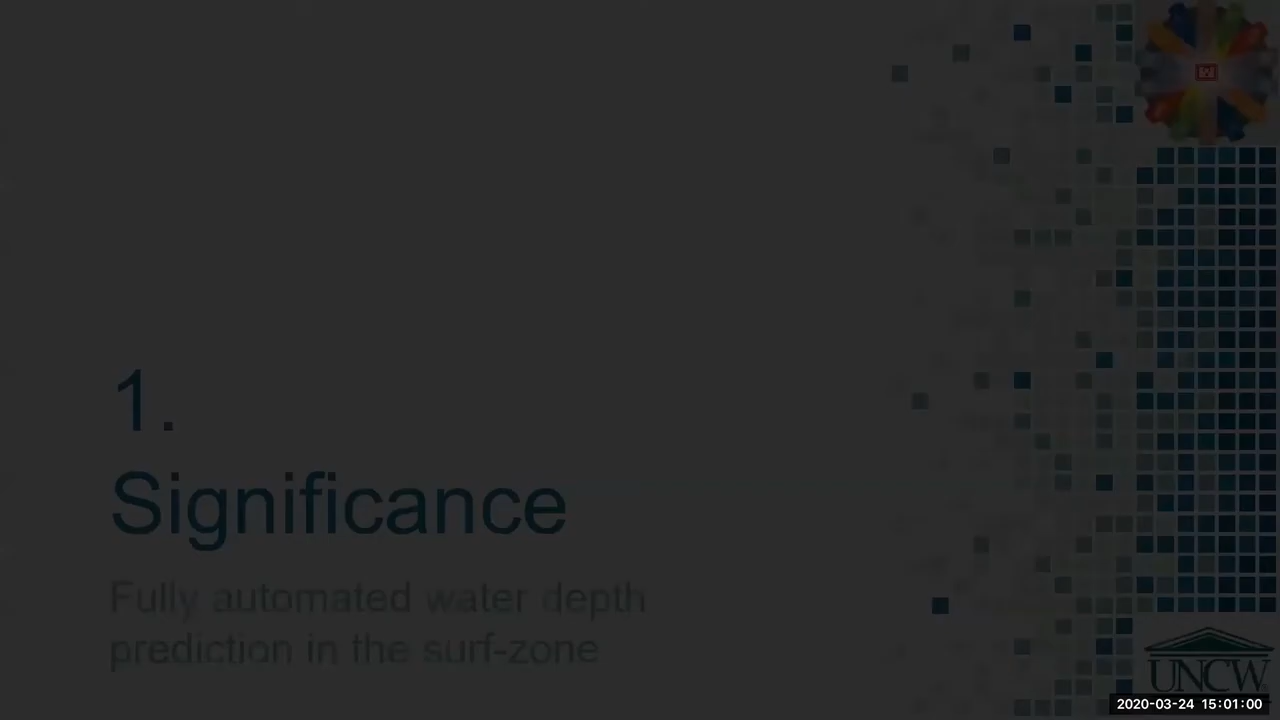 1.
Significance
Fully automated water depth
prediction in the surf-zone
UNCW
2020-03-24 15:01:00